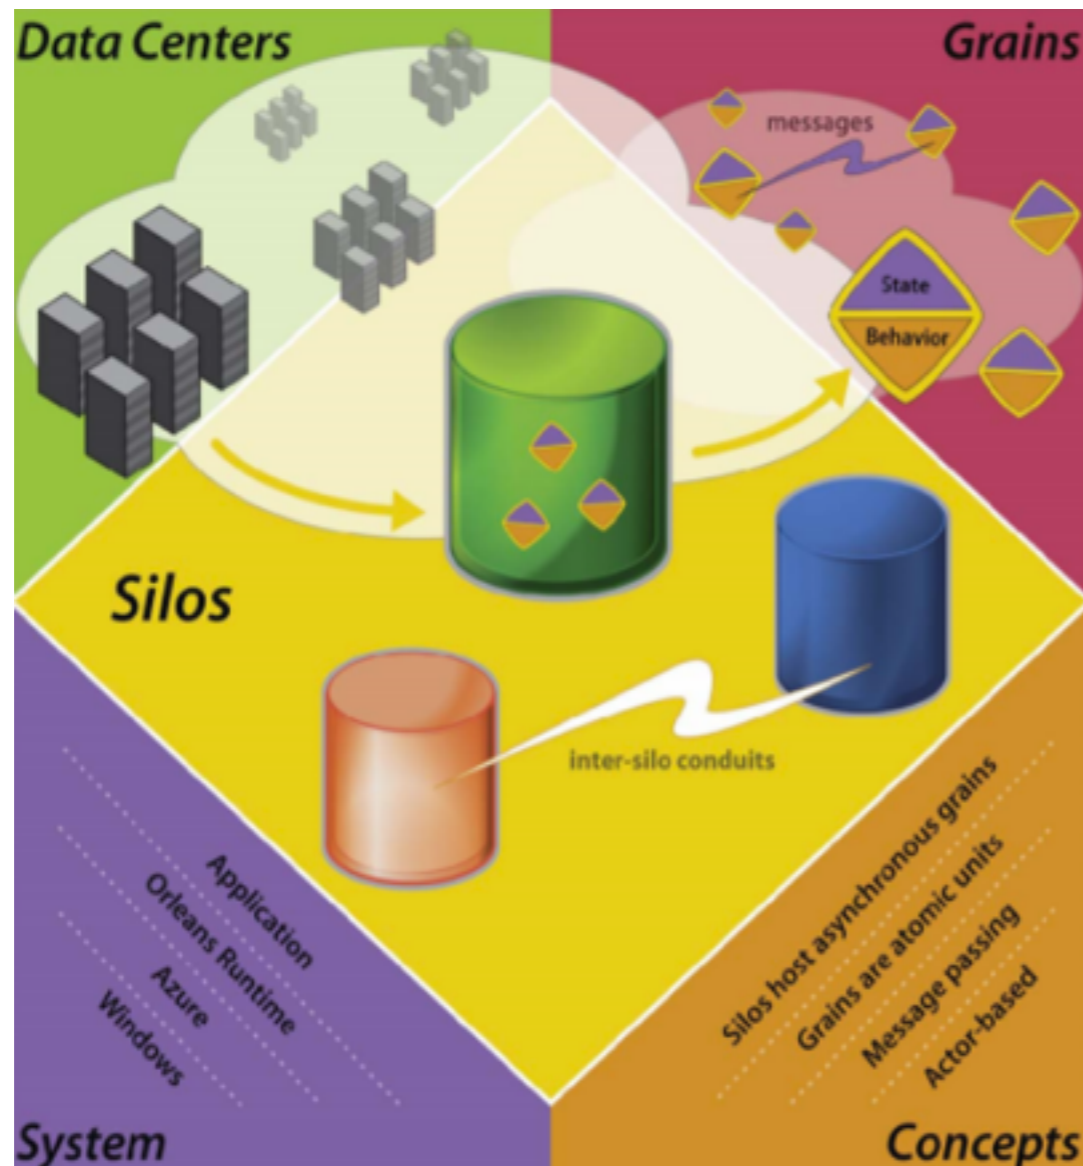 Data Centers
Grains
messages
State
Behavior
Silos
inter-silo conduits
Application
Orleans Runtime
Azure
Windows
Silos host asynchronous grains
Grains are atomic units
Message passing
Actor-based
System
Concepts